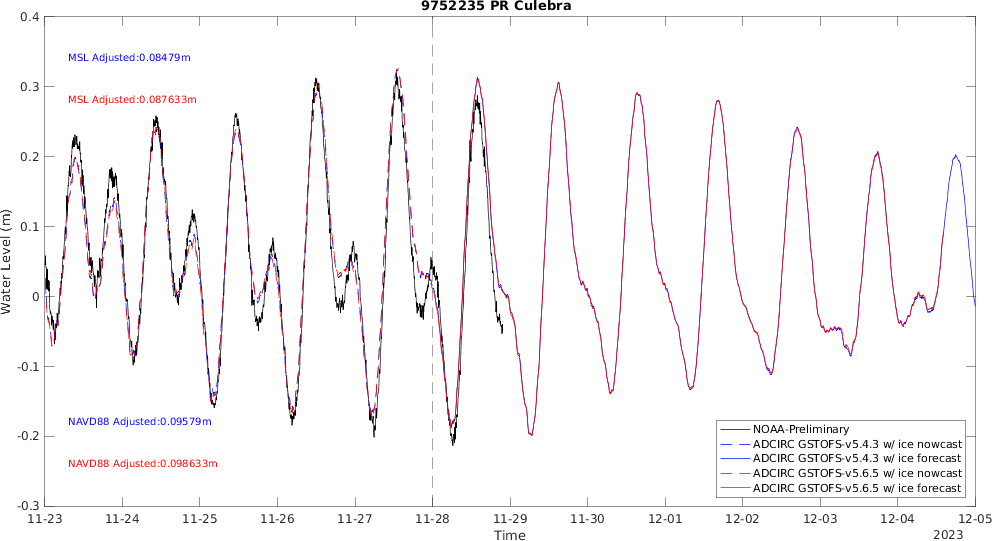 9752235 PR Culebra
0.4
MSL Adjusted:0.08479m
0.3
MSL Adjusted:0.087633m
0.2
0.1
0
-0.1
NAVD88 Adjusted:0.09579m
-0.2
NAVD88 Adjusted:0.098633m
-0.3
Water Level (m)
NOAA-Preliminary
ADCIRC GSTOFS-v5.4.3 w/ ice nowcast
ADCIRC GSTOFS-v5.4.3 w/ ice forecast
ADCIRC GSTOFS-v5.6.5 w/ ice nowcast
ADCIRC GSTOFS-v5.6.5 w/ ice forecast
11-23 11-24 11-25 11-26 11-27 11-28 11-29 11-30 12-01 12-02 12-03 12-04 12-05
Time
2023